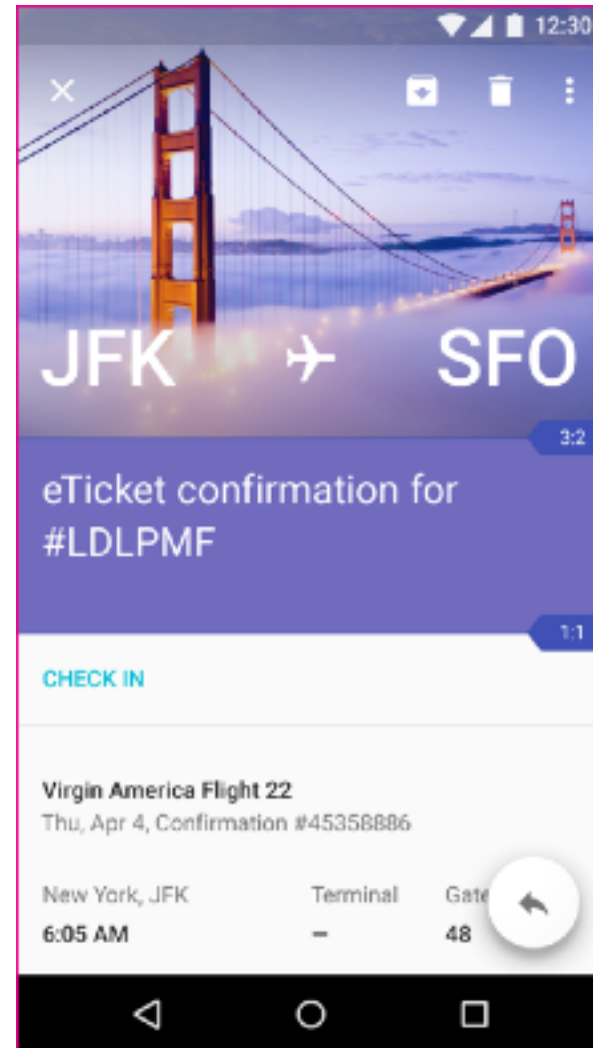 12:30
JFK SFO
3:2
eTicket confirmation for
#LDLPMF
1:1
CHECK IN
Virgin America Flight 22
Thu, Apr 4, Confirmation #45358886
New York, JFK Terminal Gate
6:05 AM – 48